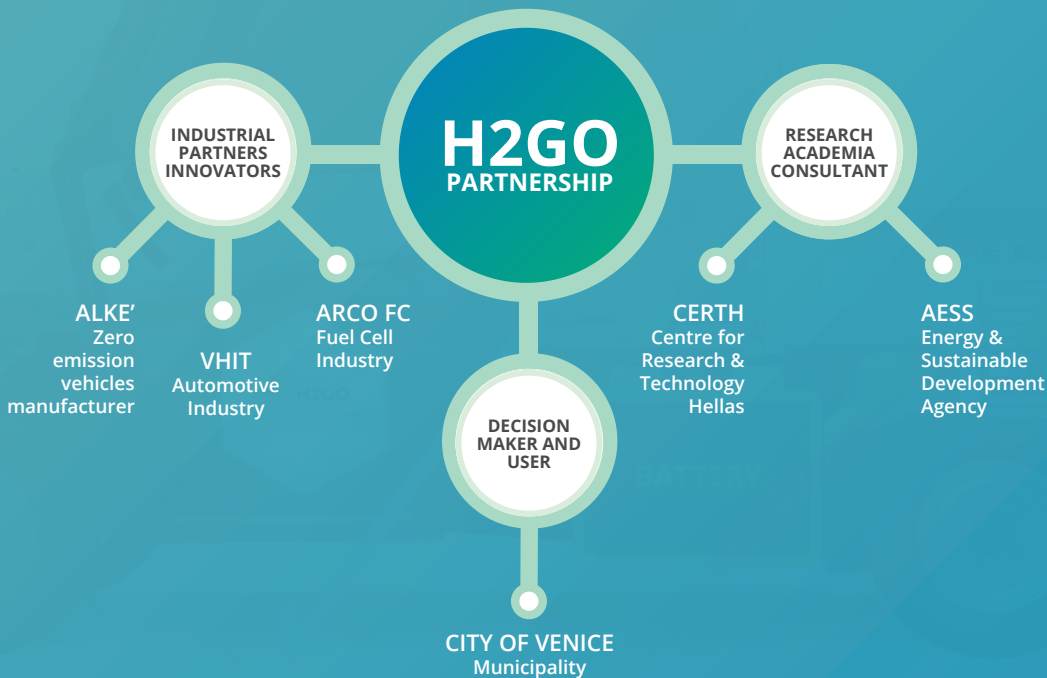 H2GO
PARTNERSHIP
INDUSTRIAL
PARTNERS
INNOVATORS
ALKE’
Zero
emission
vehicles
manufacturer
VHIT
Automotive
Industry
ARCO FC
Fuel Cell
Industry
DECISION
MAKER AND
USER
CITY OF VENICE
Municipality
RESEARCH
ACADEMIA
CONSULTANT
CERTH
Centre for
Research &
Technology
Hellas
AESS
Energy &
Sustainable
Development
Agency
H2GO
BATTERY